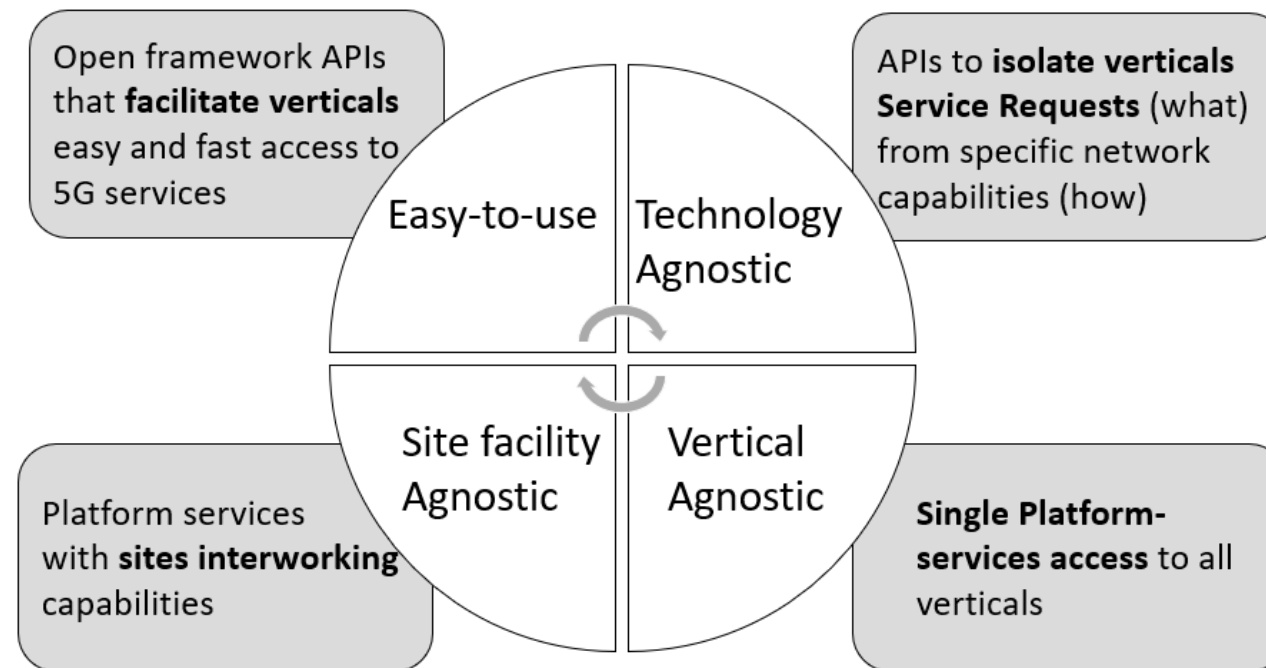 Open framework APIs
that facilitate verticals
easy and fast access to
5G services
APIs to isolate verticals
Service Requests (what)
from specific network
capabilities (how)
Easy-to-use
Technology
Agnostic
Site facility
Agnostic
Vertical
Agnostic
Platform services
with sites interworking
capabilities
Single Platform-
services access to all
verticals